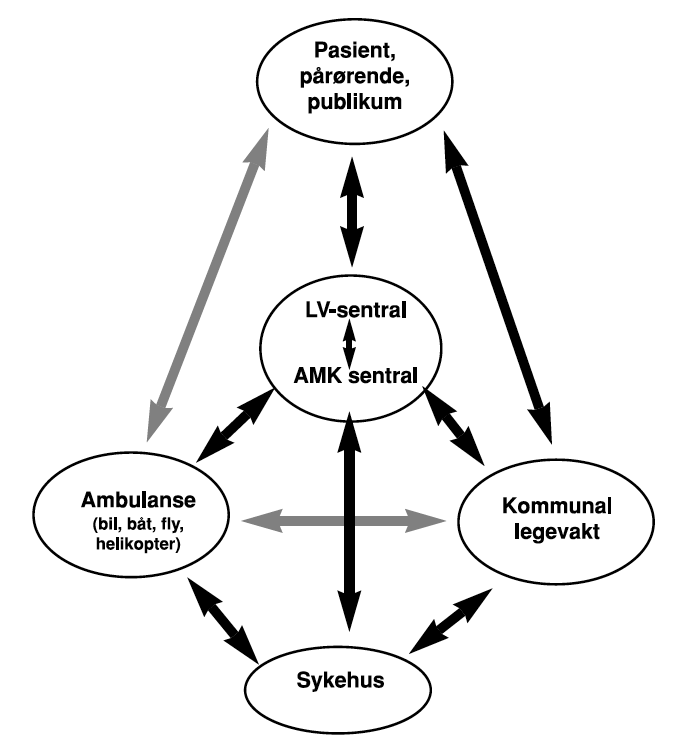 Pasient,
pårørende,
publikum
LV-sentral
AMK sentral
Ambulanse
(bil, båt, fly,
helikopter)
Kommunal
legevakt
Sykehus